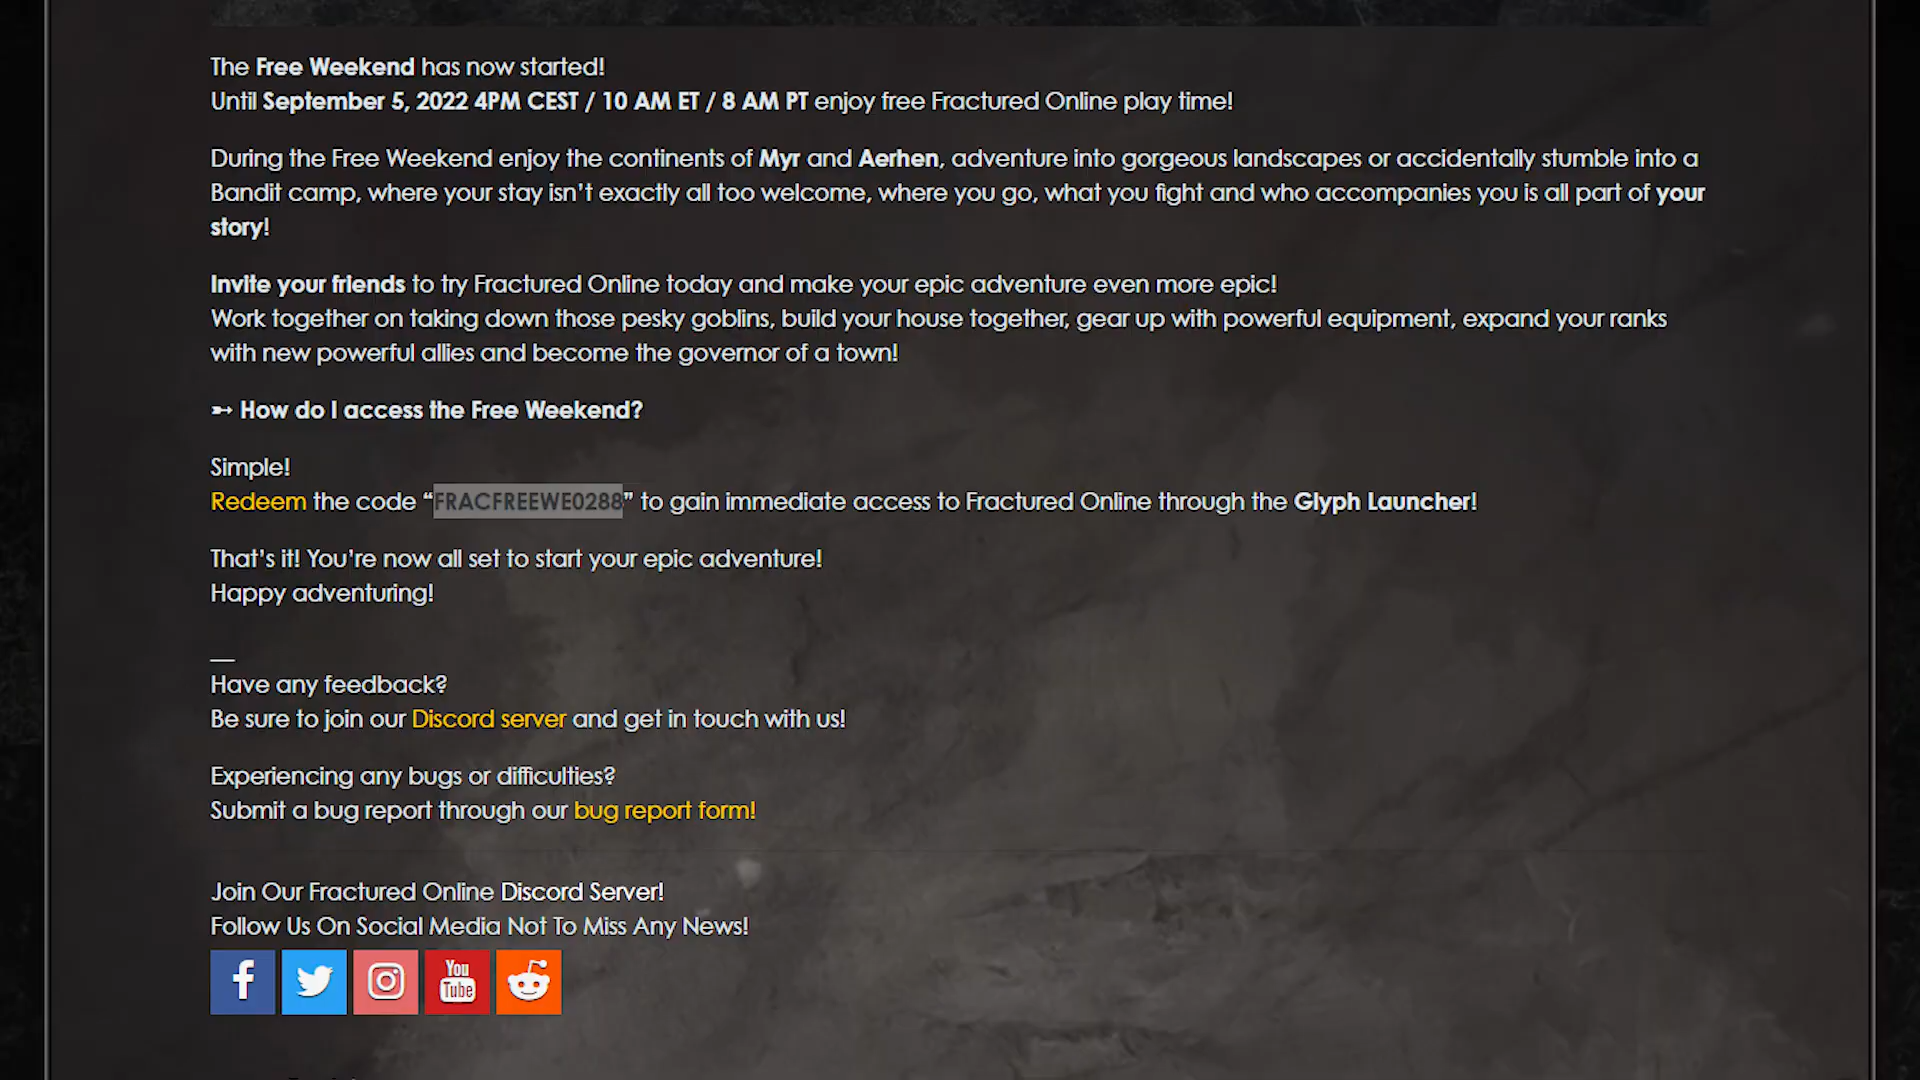 The Free Weekend has now started!
Until September 5, 2022 4PM CEST / 10 AM ET / 8 AM PT enjoy free Fractured Online play time!
During the Free Weekend enjoy the continents of Myr and Aerhen, adventure into gorgeous landscapes or accidentally stumble into a
Bandit camp, where your stay isn’t exactly all too welcome, where you go, what you fight and who accompanies you is all part of your
story!
Invite your friends to try Fractured Online today and make your epic adventure even more epic!
Work together on taking down those pesky goblins, build your house together, gear up with powerful equipment, expand your ranks
with new powerful allies and become the governor of a town!
➸ How do I access the Free Weekend?
Simple!
Redeem the code “FRACFREEWE0288” to gain immediate access to Fractured Online through the Glyph Launcher!
That’s it! You’re now all set to start your epic adventure!
Happy adventuring!
—
Have any feedback?
Be sure to join our Discord server and get in touch with us!
Experiencing any bugs or difficulties?
Submit a bug report through our bug report form!
Join Our Fractured Online Discord Server!
Follow Us On Social Media Not To Miss Any News!
You
Tube